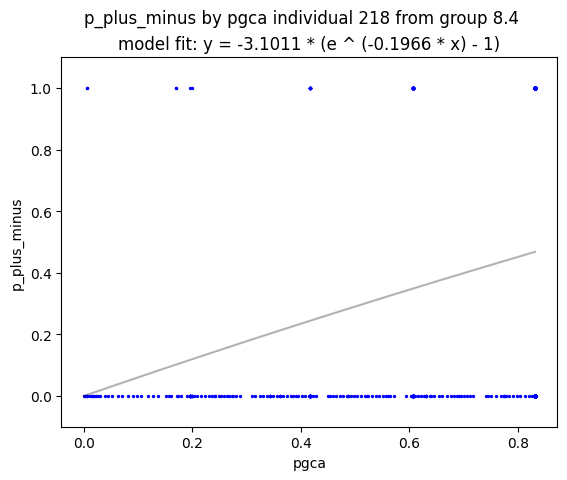 p_plus_minus by pgca individual 218 from group 8.4
model fit: y = -3.1011 * (e ^ (-0.1966 * x) - 1)
1.0
0.8
0.6
0.4
0.2
0.0
p_plus_minus
0.0 0.2 0.4 0.6 0.8
pgca